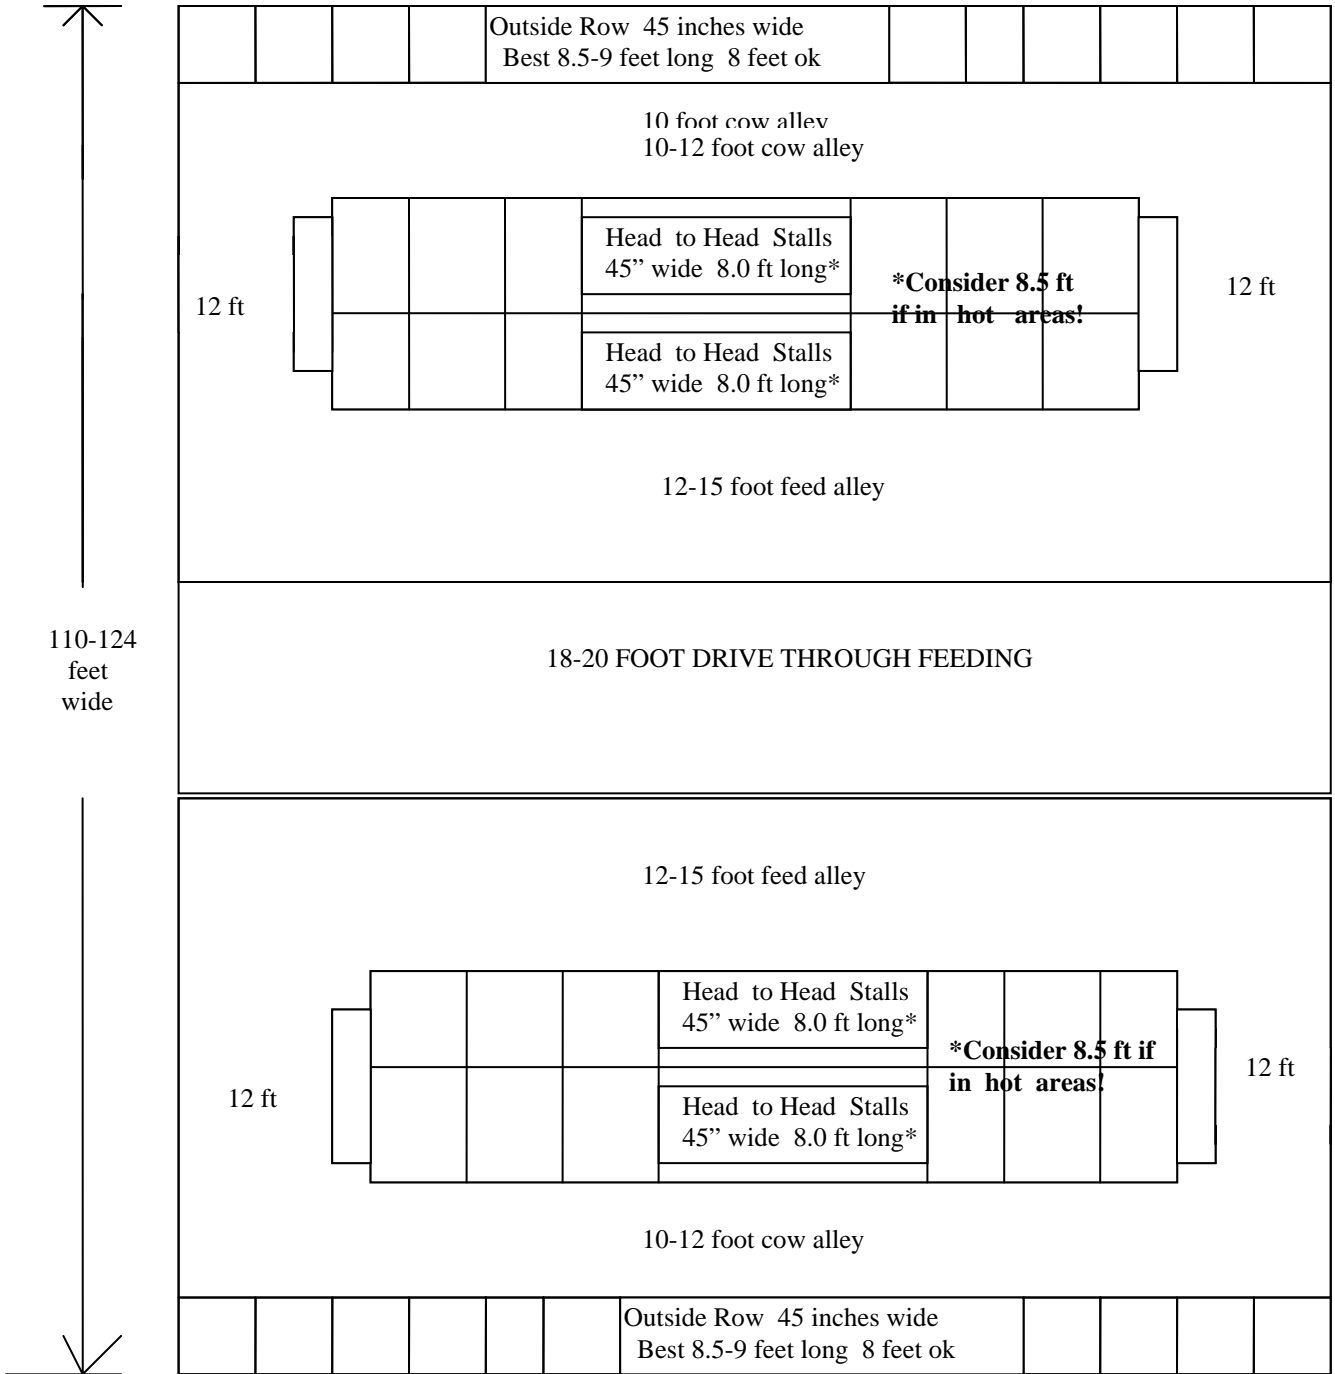 Outside Row 45 inches wide
Best 8.5-9 feet long 8 feet ok
10 foot cow alley
10-12 foot cow alley
Head to Head Stalls
45” wide 8.0 ft long*
*Consider 8.5 ft
if in hot areas!
12 ft
12 ft
Head to Head Stalls
45” wide 8.0 ft long*
12-15 foot feed alley
110-124
feet
wide
18-20 FOOT DRIVE THROUGH FEEDING
12-15 foot feed alley
Head to Head Stalls
45” wide 8.0 ft long*
*Consider 8.5 ft if
in hot areas!
12 ft
12 ft
Head to Head Stalls
45” wide 8.0 ft long*
10-12 foot cow alley
Outside Row 45 inches wide
Best 8.5-9 feet long 8 feet ok